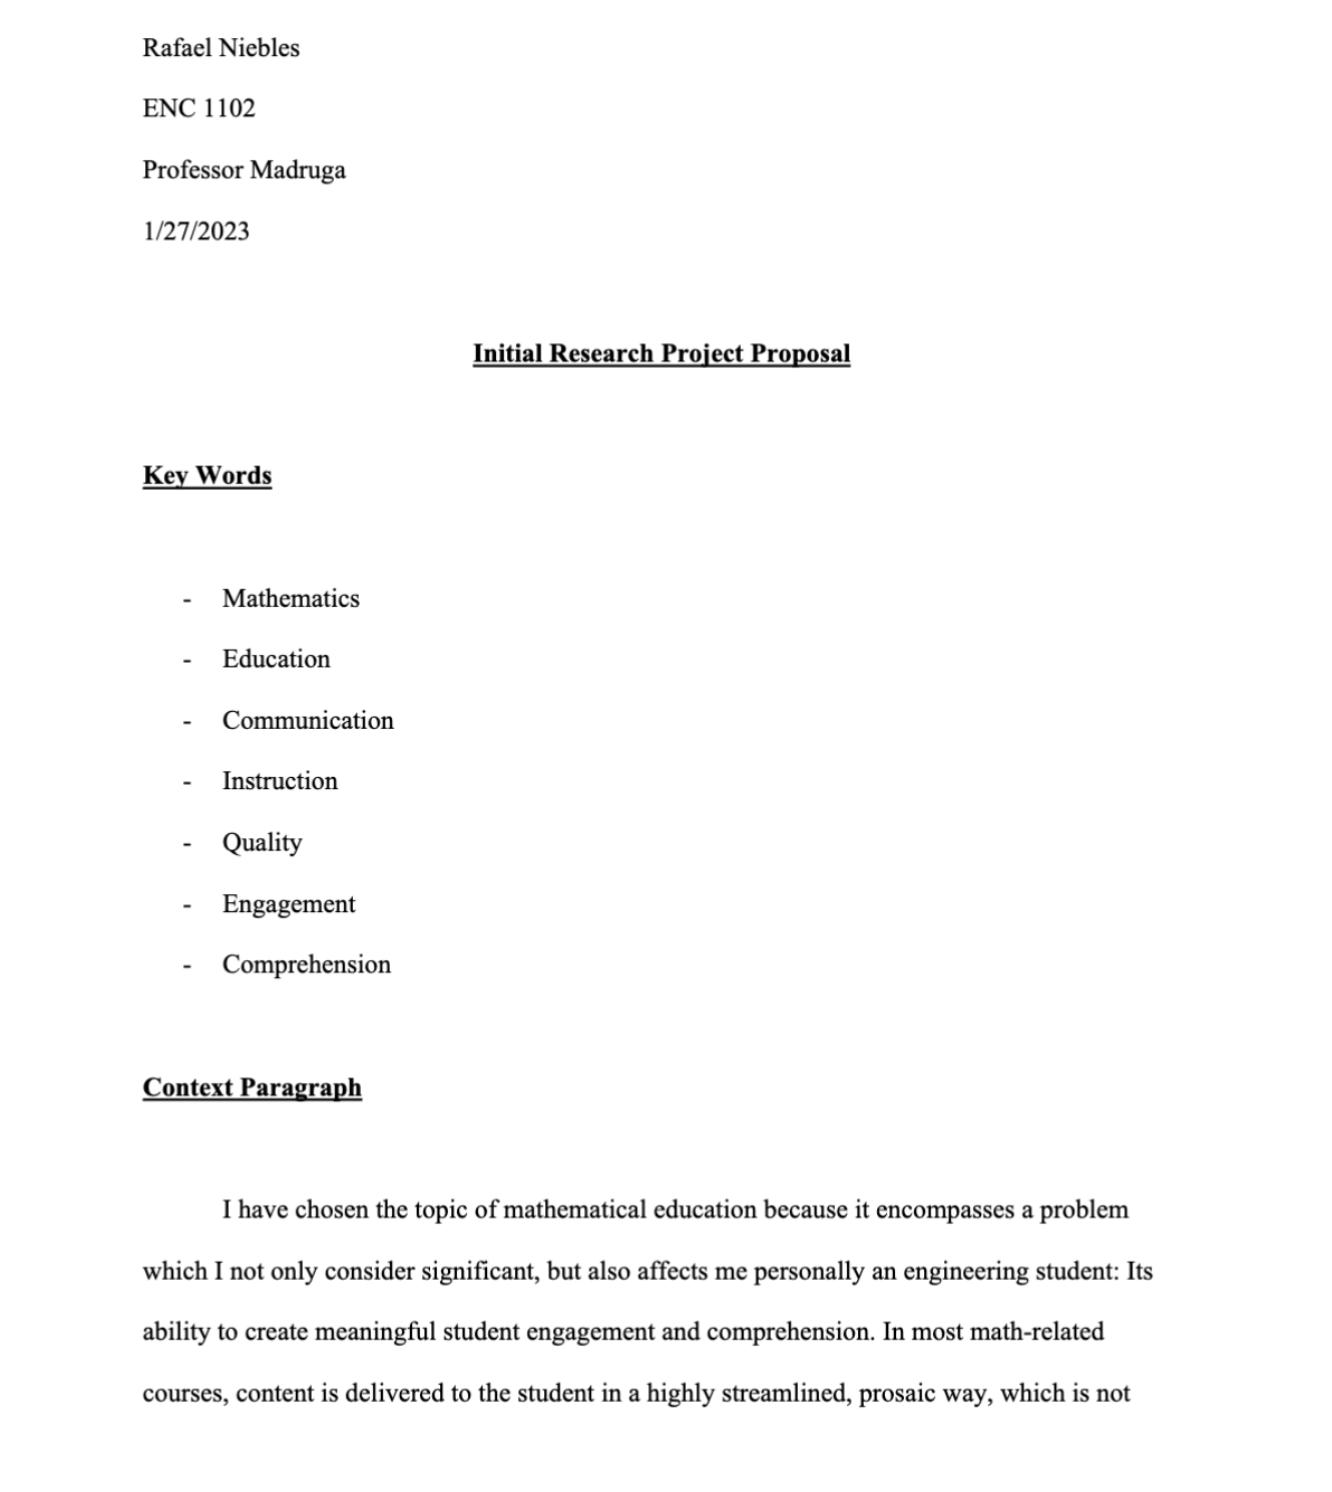 Rafael Niebles
ENC 1102
Professor Madruga
1/27/2023
Initial Research Project Proposal
Key Words
- Mathematics
- Education
- Communication
- Instruction
- Quality
- Engagement
- Comprehension
Context Paragraph
I have chosen the topic of mathematical education because it encompasses a problem
which I not only consider significant, but also affects me personally an engineering student: Its
ability to create meaningful student engagement and comprehension. In most math-related
courses, content is delivered to the student in a highly streamlined, prosaic way, which is not